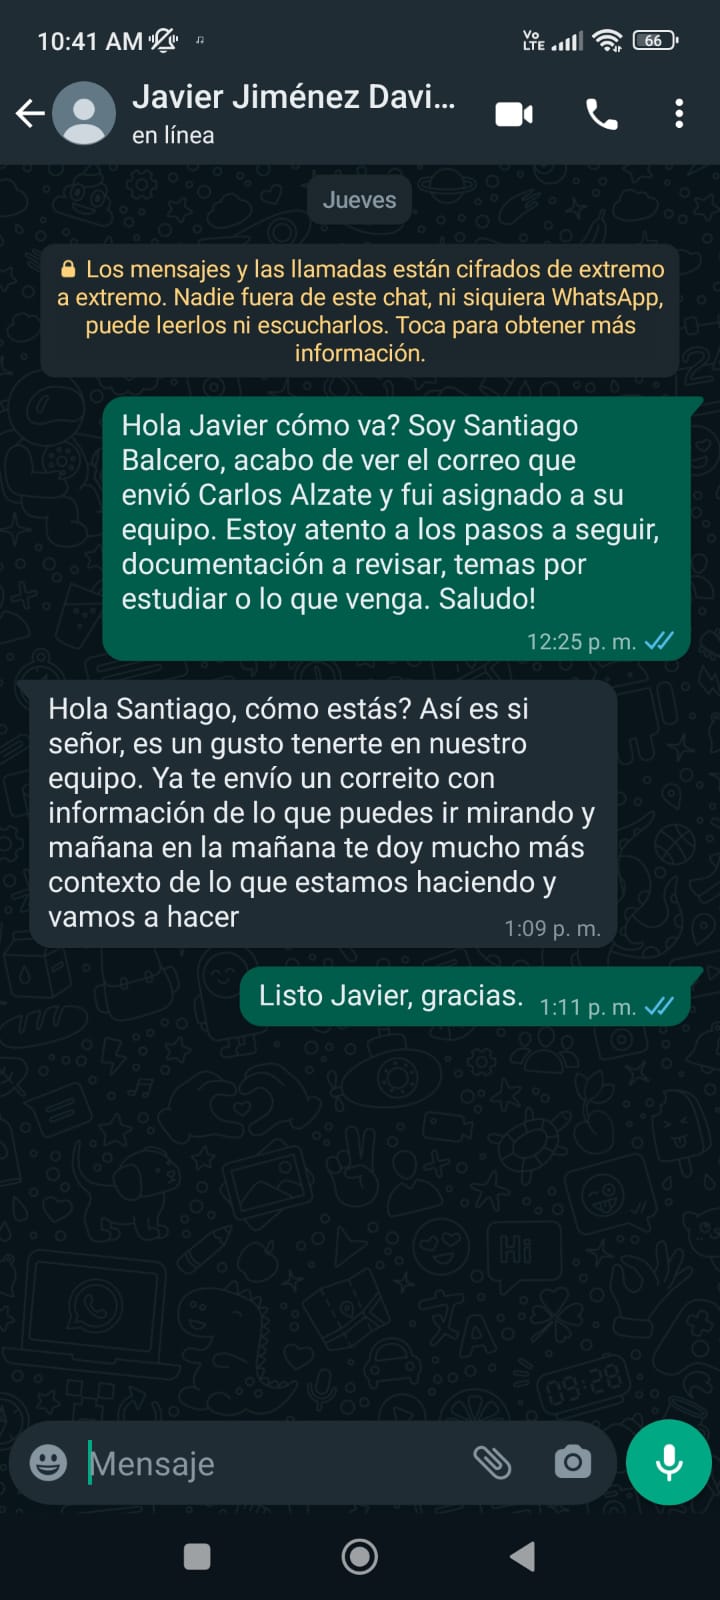 10:41 AM
Vo LTE
66
Javier Jiménez Davi...
en línea
Jueves
Los mensajes y las llamadas están cifrados de extremo
a extremo. Nadie fuera de este chat, ni siquiera WhatsApp,
puede leerlos ni escucharlos. Toca para obtener más
información.
Hola Javier cómo va? Soy Santiago
Balcero, acabo de ver el correo que
envió Carlos Alzate y fui asignado a su
equipo. Estoy atento a los pasos a seguir,
documentación a revisar, temas por
estudiar o lo que venga. Saludo!
12:25 p. m.
Hola Santiago, cómo estás? Así es si
señor, es un gusto tenerte en nuestro
equipo. Ya te envío un correito con
información de lo que puedes ir mirando y
mañana en la mañana te doy mucho más
contexto de lo que estamos haciendo y
vamos a hacer
1:09 p. m.
Listo Javier, gracias. 1:11 p. m.
Hi
09:28
Mensaje